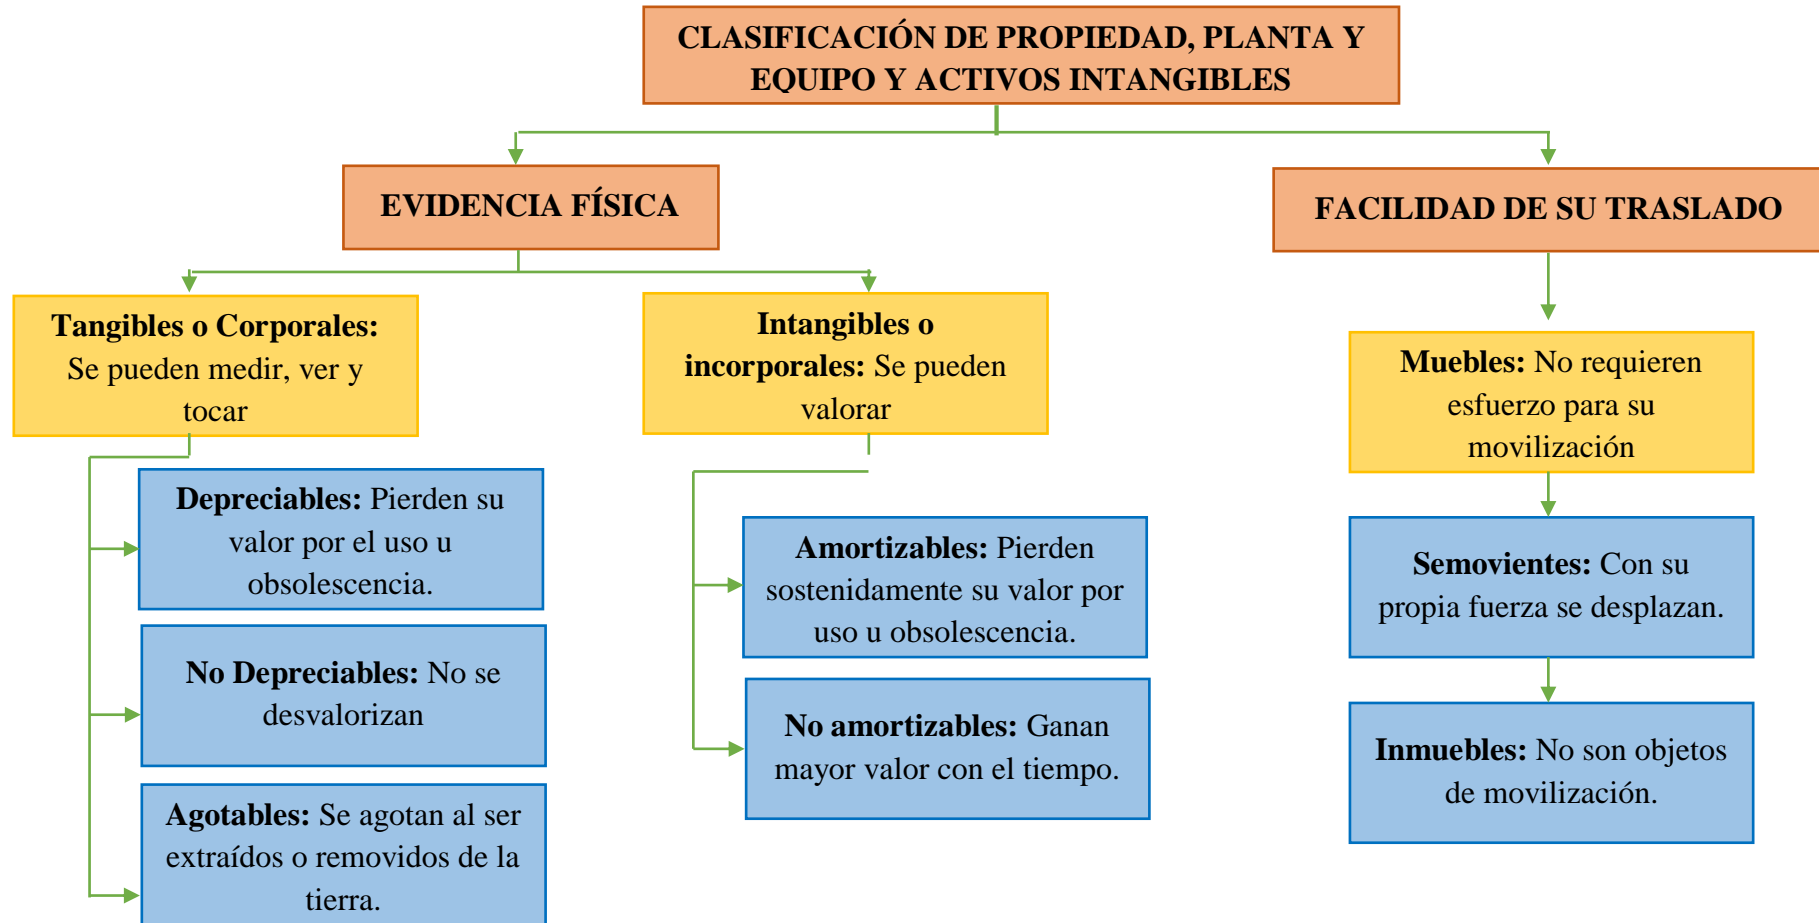 CLASIFICACIÓN DE PROPIEDAD, PLANTA Y
EQUIPO Y ACTIVOS INTANGIBLES
EVIDENCIA FÍSICA
FACILIDAD DE SU TRASLADO
Tangibles o Corporales:
Se pueden medir, ver y
tocar
Intangibles o
incorporales: Se pueden
valorar
Muebles: No requieren
esfuerzo para su
movilización
Depreciables: Pierden su
valor por el uso u
obsolescencia.
No Depreciables: No se
desvalorizan
Agotables: Se agotan al ser
extraídos o removidos de la
tierra.
Amortizables: Pierden
sostenidamente su valor por
uso u obsolescencia.
No amortizables: Ganan
mayor valor con el tiempo.
Semovientes: Con su
propia fuerza se desplazan.
Inmuebles: No son objetos
de movilización.